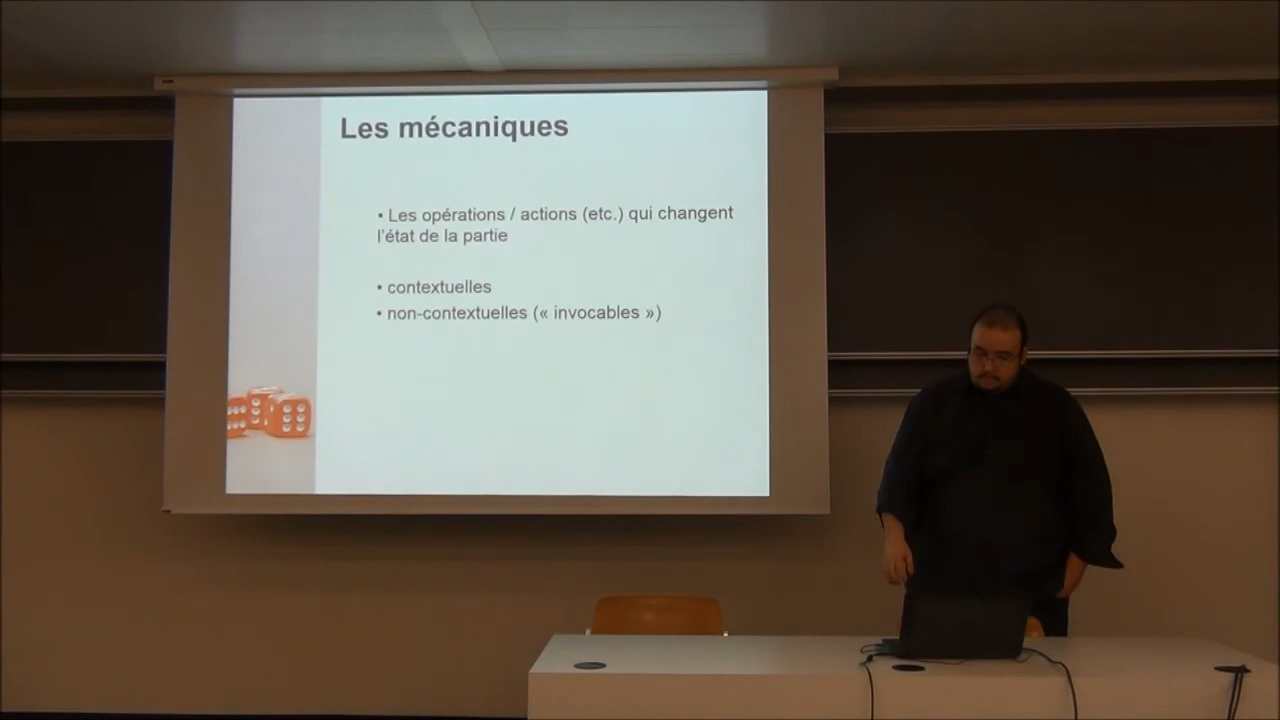 Les mécaniques
• Les opérations / actions (etc.) qui changent
l'état de la partie
• contextuelles
• non-contextuelles (« invocables »)